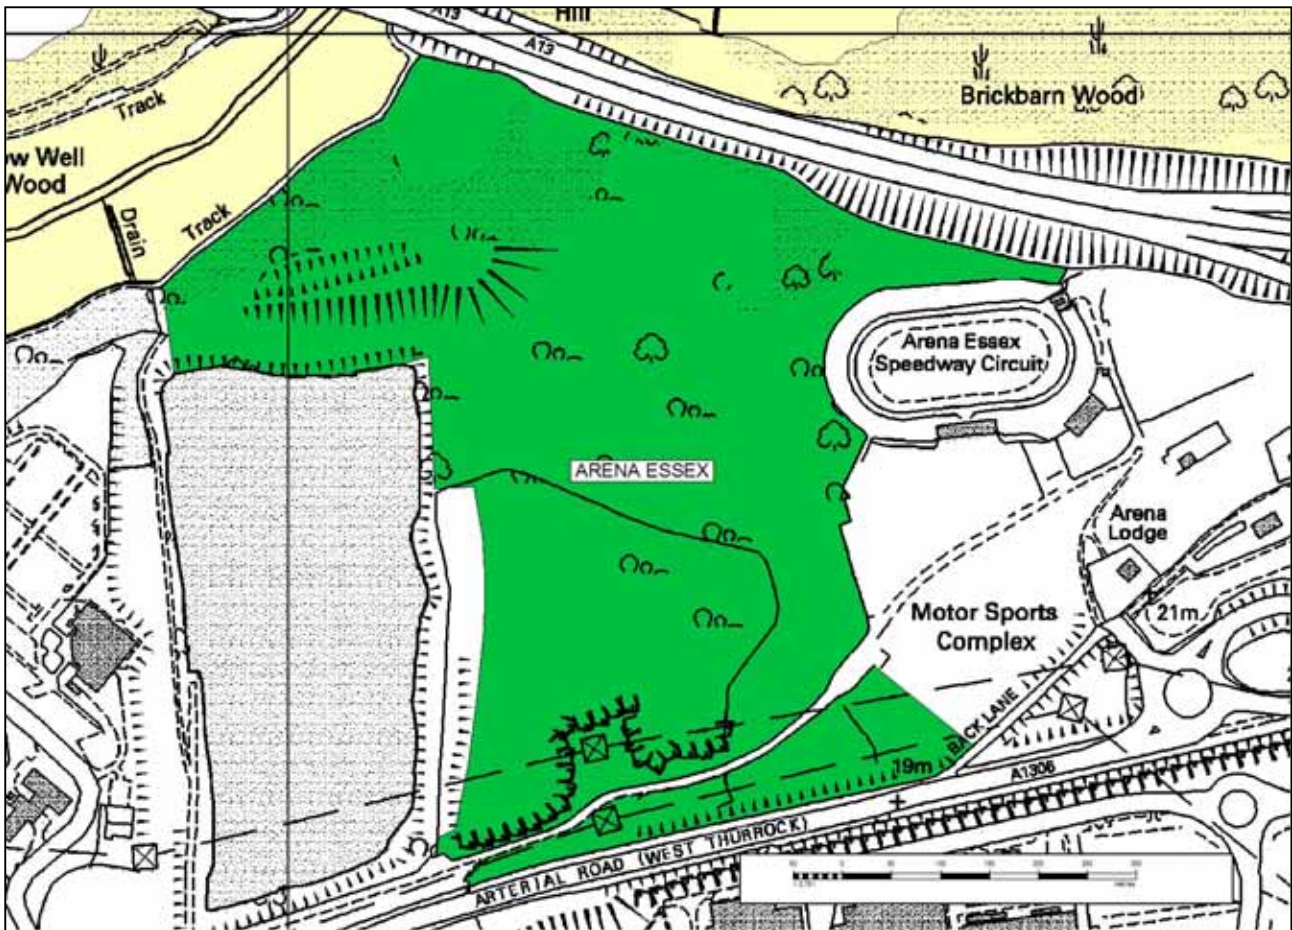 A13
Hill
A13
Brickbarn Wood
Track
ow Well
Wood
Drain
Track
Arena Essex
Speedway Circuit
ARENA ESSEX
Arena
Lodge
21m
Motor Sports
Complex
BACK LANE
19m
A1306
ARTERIAL ROAD (WEST THURROCK)